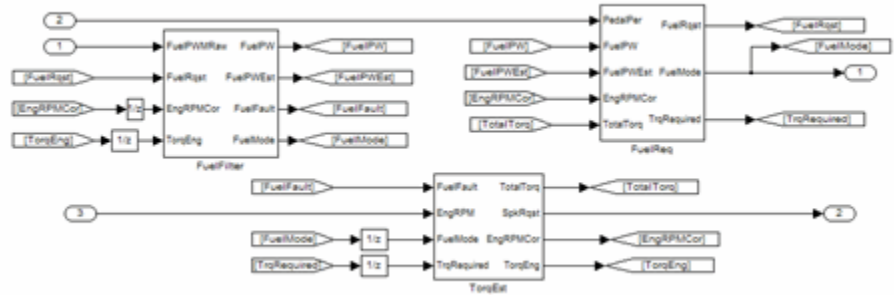 2
1
[FuelRqst]
[EngRPMCor]
1/z
[TorqEng]
1/z
FuelPWMRaw
FuelPW
FuelRqst
FuelPWEst
EngRPMCor
FuelFault
TorqEng
FuelMode
FuelFilter
[FuelPW]
[FuelPWEst]
[FuelFault]
[FuelMode]
[FuelPW]
[FuelPWEst]
[EngRPMCor]
[TotalTorq]
PedalPer
FuelRqst
FuelPW
FuelPWEst
FuelMode
EngRPMCor
TotalTorq
TrqRequired
FuelReq
[FuelRqst]
[FuelMode]
1
[TrqRequired]
[FuelFault]
3
[FuelMode]
1/z
[TrqRequired]
1/z
FuelFault
TotalTorq
EngRPM
SpkRqst
FuelMode
EngRPMCor
TrqRequired
TorqEng
TorqEst
[TotalTorq]
2
[EngRPMCor]
[TorqEng]